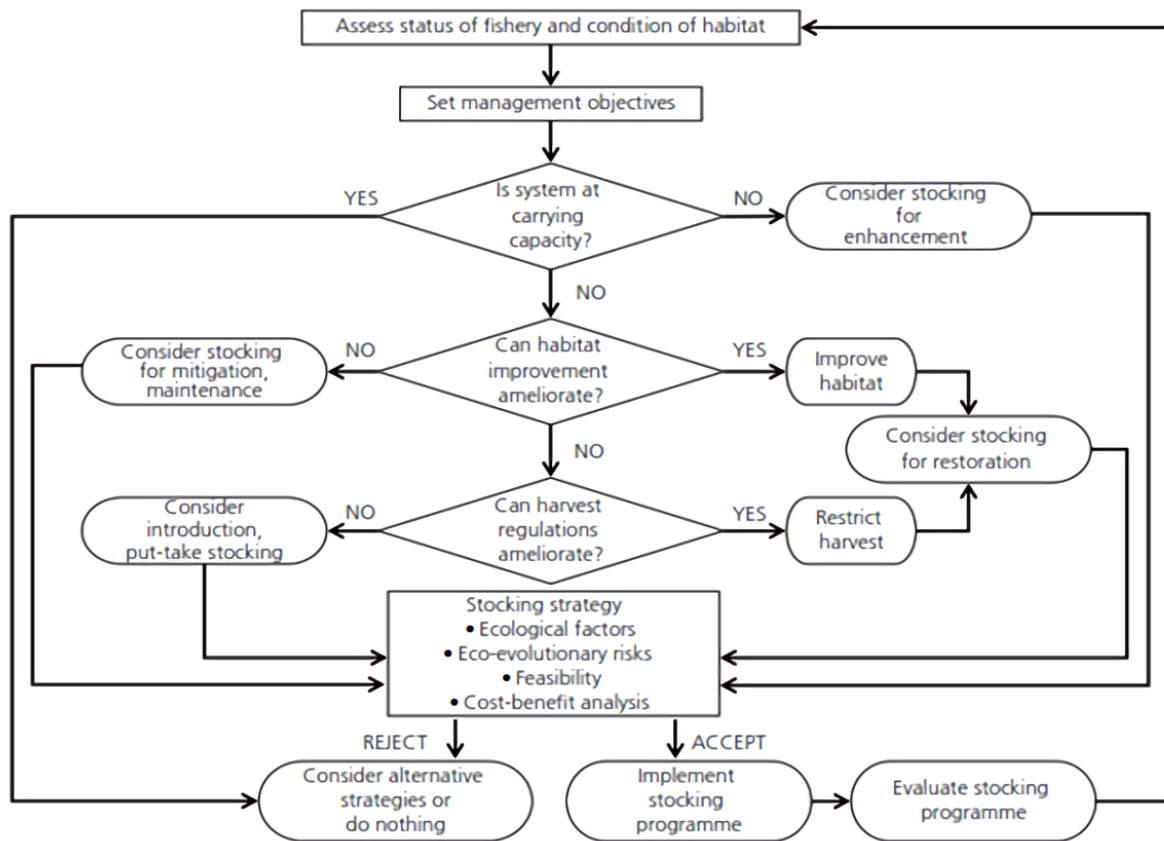 Assess status of fishery and condition of habitat
Set management objectives
Is system at
carrying
capacity?
YES
NO
Consider stocking
for
enhancement
NO
Can habitat
improvement
ameliorate?
NO
Consider stocking
for mitigation,
maintenance
YES
Improve
habitat
Consider stocking
for restoration
NO
Can harvest
regulations
ameliorate?
NO
Consider
introduction,
put-take stocking
YES
Restrict
harvest
Stocking strategy
• Ecological factors
• Eco-evolutionary risks
• Feasibility
• Cost-benefit analysis
REJECT
ACCEPT
Consider alternative
strategies or
do nothing
Implement
stocking
programme
Evaluate stocking
programme